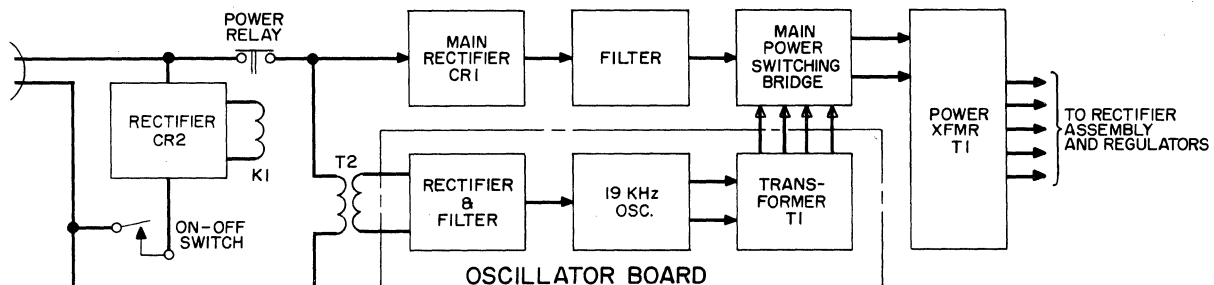 POWER
RELAY
MAIN
RECTIFIER
CR1
FILTER
MAIN
POWER
SWITCHING
BRIDGE
POWER
XFMR
T1
TO RECTIFIER
ASSEMBLY
AND REGULATORS
RECTIFIER
CR2
K1
T2
RECTIFIER
&
FILTER
19 KHz
OSC.
TRANS-
FORMER
T1
ON-OFF
SWITCH
OSCILLATOR BOARD